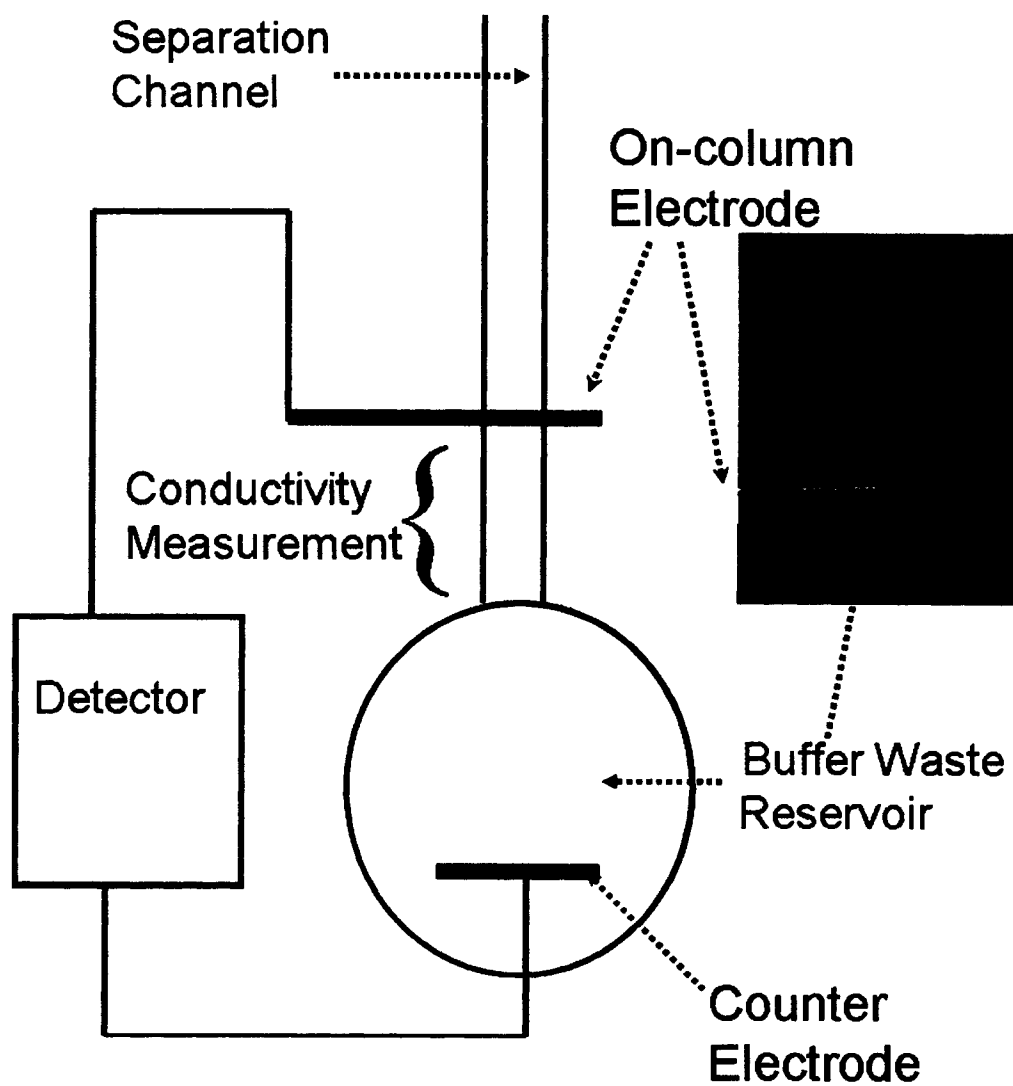 Separation
Channel
On-column
Electrode
Conductivity
Measurement
Detector
Buffer Waste
Reservoir
Counter
Electrode